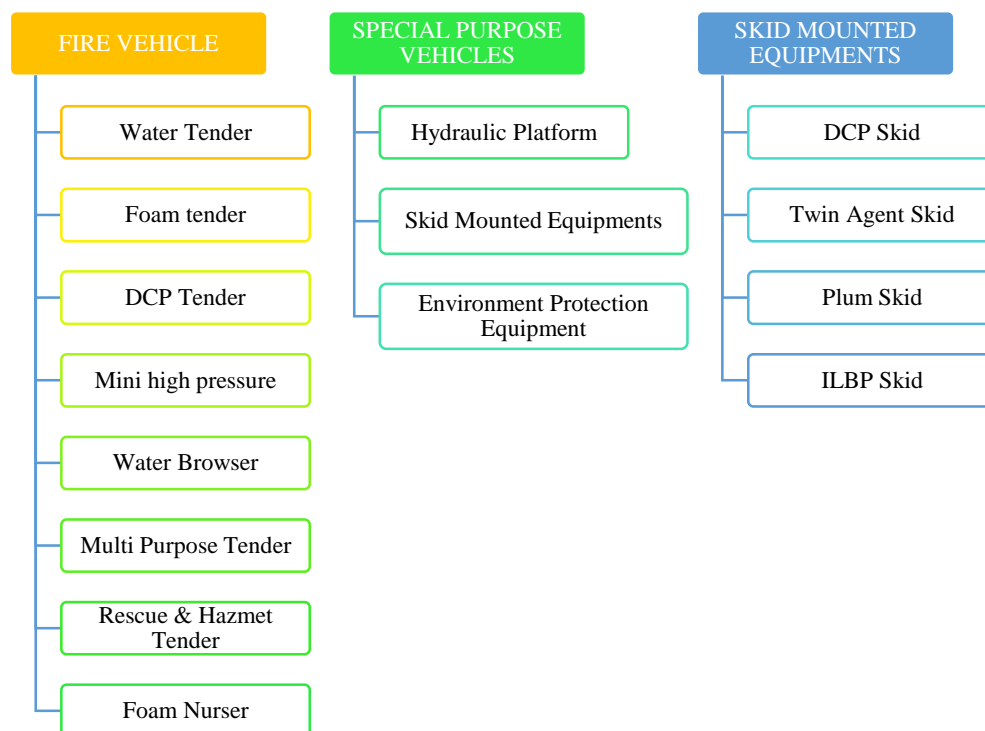 FIRE VEHICLE
Water Tender
Foam tender
DCP Tender
Mini high pressure
Water Browser
Multi Purpose Tender
Rescue & Hazmet
Tender
Foam Nurser
SPECIAL PURPOSE
VEHICLES
Hydraulic Platform
Skid Mounted Equipments
Environment Protection
Equipment
SKID MOUNTED
EQUIPMENTS
DCP Skid
Twin Agent Skid
Plum Skid
ILBP Skid